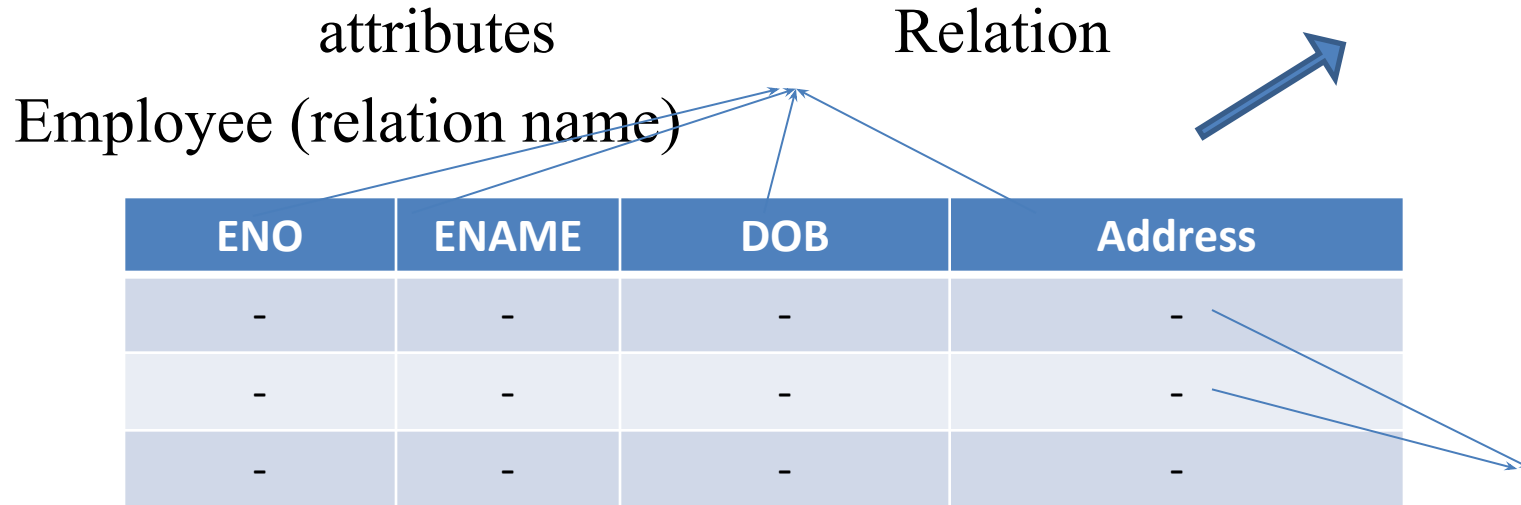 attributes Relation
Employee (relation name)
ENO ENAME DOB Address
- - - -
- - - -
- - - -